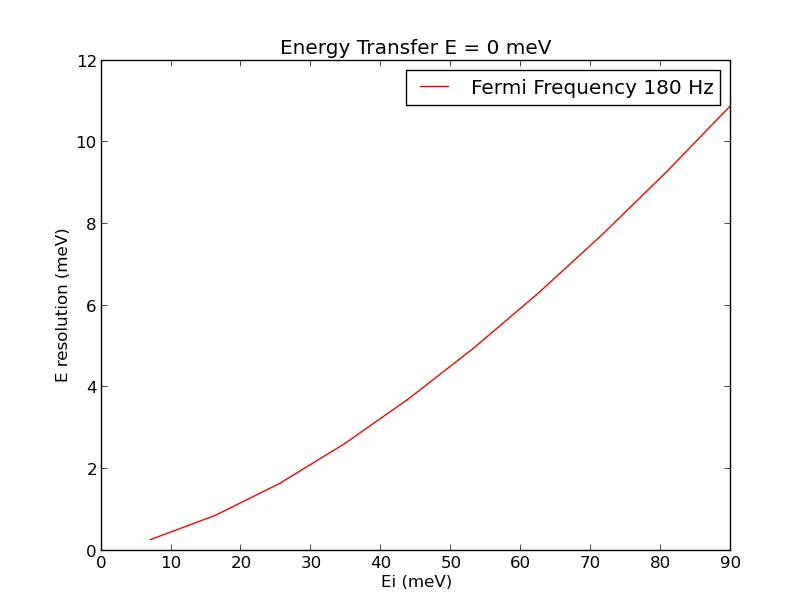 Energy Transfer E = 0 meV
Fermi Frequency 180 Hz
12
10
8
6
4
2
0
E resolution (meV)
0 10 20 30 40 50 60 70 80 90
Ei (meV)